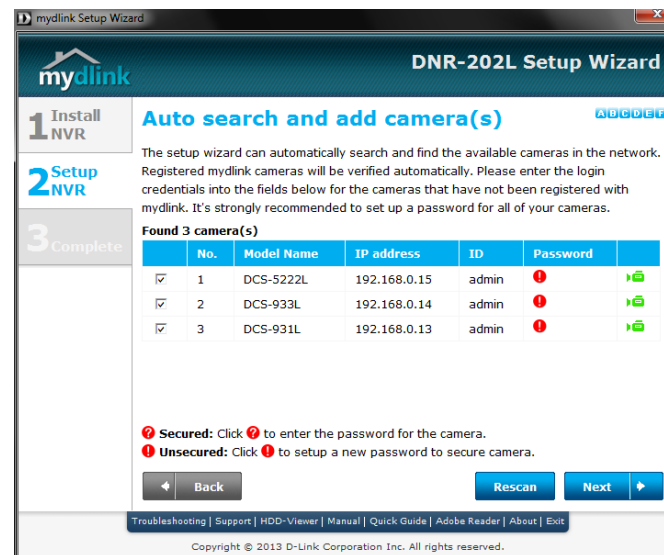 mydlink Setup Wizard
mydlink
DNR-202L Setup Wizard
1 Install NVR
2 Setup NVR
3 Complete
Auto search and add camera(s)
A B C D E F
The setup wizard can automatically search and find the available cameras in the network.
Registered mydlink cameras will be verified automatically. Please enter the login
credentials into the fields below for the cameras that have not been registered with
mydlink. It's strongly recommended to set up a password for all of your cameras.
Found 3 camera(s)
No. Model Name IP address ID Password
1 DCS-5222L 192.168.0.15 admin !
2 DCS-933L 192.168.0.14 admin !
3 DCS-931L 192.168.0.13 admin !
? Secured: Click ? to enter the password for the camera.
! Unsecured: Click ! to setup a new password to secure camera.
Back Rescan Next
Troubleshooting | Support | HDD-Viewer | Manual | Quick Guide | Adobe Reader | About | Exit
Copyright © 2013 D-Link Corporation Inc. All rights reserved.